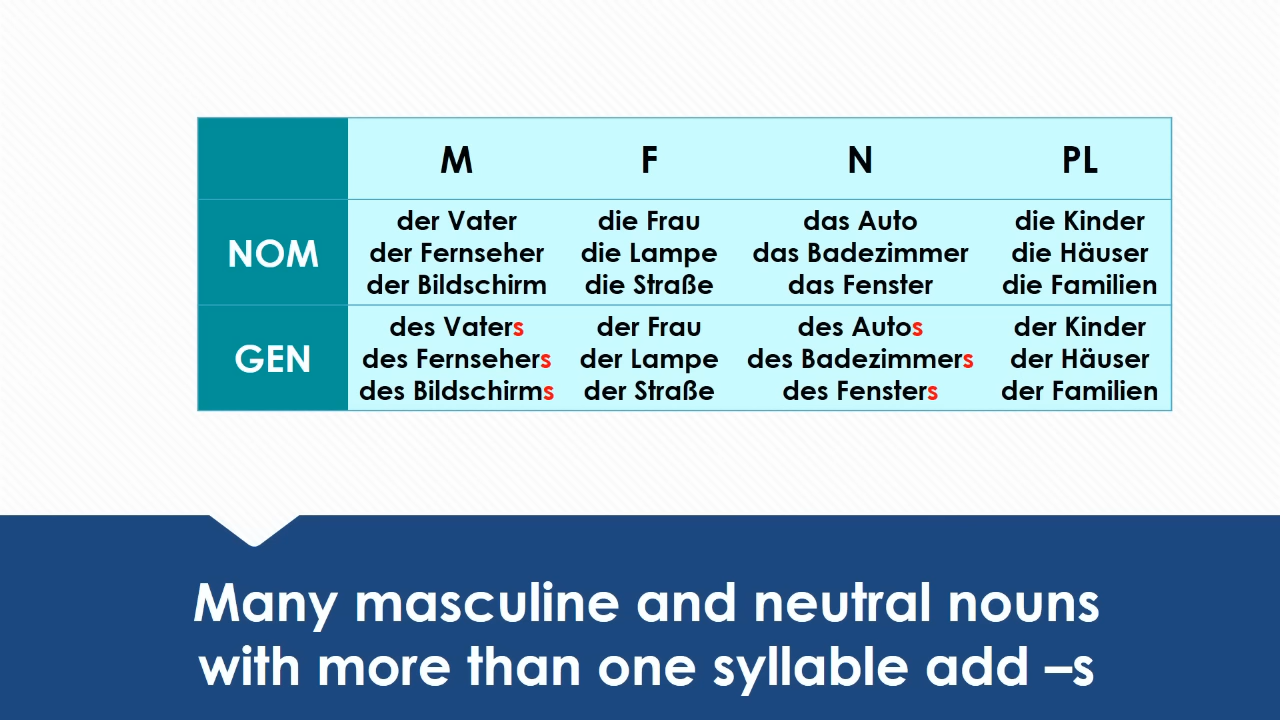 M F N PL
NOM
der Vater die Frau das Auto die Kinder
der Fernseher die Lampe das Badezimmer die Häuser
der Bildschirm die Straße das Fenster die Familien
GEN
des Vaters der Frau des Autos der Kinder
des Fernsehers der Lampe des Badezimmers der Häuser
des Bildschirms der Straße des Fensters der Familien
Many masculine and neutral nouns
with more than one syllable add –s